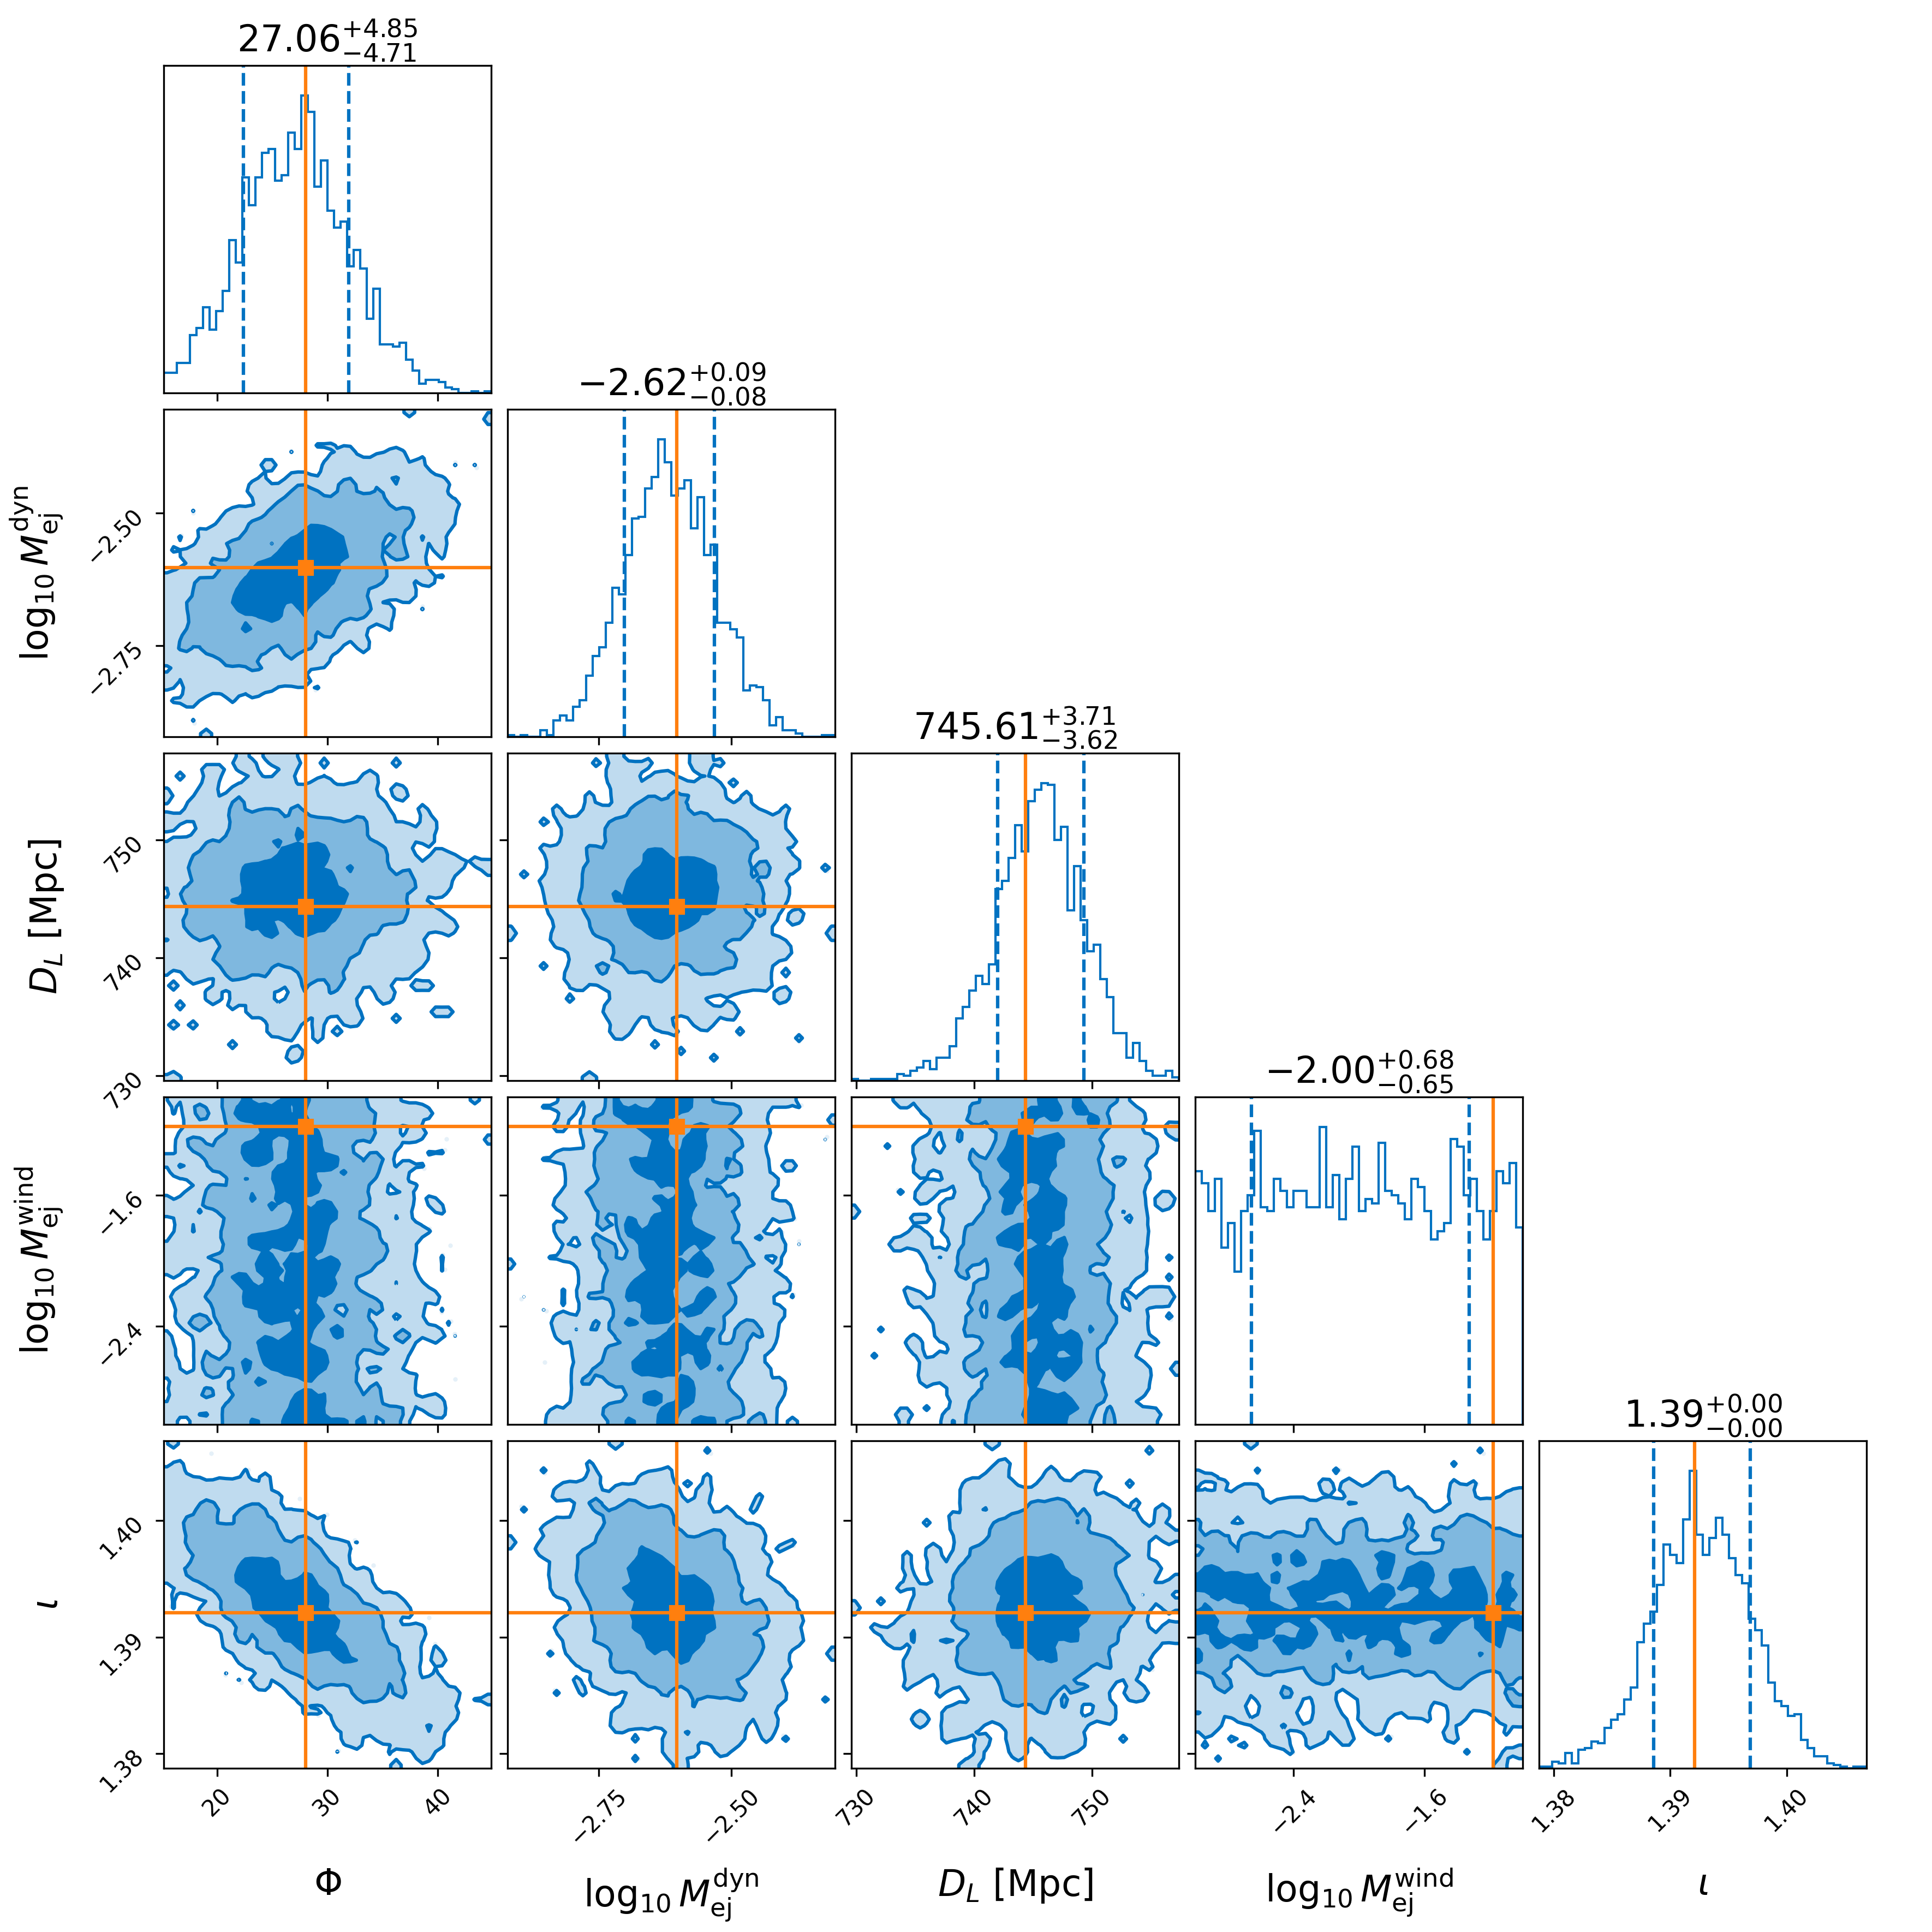 27.06+4.85 −4.71
−2.50
−2.75
log10 M dyn ej
−2.62+0.09 −0.08
750
740
730
D_L [Mpc]
745.61+3.71 −3.62
−1.6
−2.4
log10 M wind ej
−2.00+0.68 −0.65
1.40
1.39
1.38
ι
1.39+0.00 −0.00
20 30 40 −2.75 −2.50 730 740 750 −2.4 −1.6 1.38 1.39 1.40
Φ log10 M dyn ej D_L [Mpc] log10 M wind ej ι